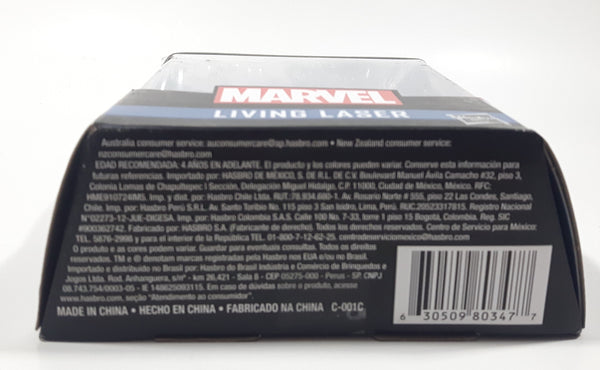 MARVEL
LIVING LASER
Australia consumer service: auconsumercare@ap.hasbro.com • New Zealand consumer service:
nzconsumercare@hasbro.com
EDAD RECOMENDADA: 4 AÑOS EN ADELANTE. El producto y los colores pueden variar. Conserve esta información para
futuras referencias. Importado por: HASBRO DE MÉXICO, S. DE R.L. DE C.V. Boulevard Manuel Ávila Camacho #32, piso 3,
Colonia Lomas de Chapultepec I Sección, Delegación Miguel Hidalgo, C.P. 11000, Ciudad de México, México. RFC:
HME910724IM5. Imp. y dist. por: Hasbro Chile Ltda. RUT: 78.934.680-1. Av. Rosario Norte # 555, piso 22 Las Condes, Santiago,
Chile. Imp. por: Hasbro Perú S.R.L. Av. Santo Toribio No. 115 piso 3 San Isidro, Lima, Perú. RUC:20523317815. Registro Nacional
N°02273-12-JUE-DIGESA. Imp. por: Hasbro Colombia S.A.S. Calle 100 No. 7-33, torre 1 piso 15 Bogotá, Colombia. Reg. SIC
#900362742. Fabricado por: HASBRO S.A. (Fabricante de derecho). Todos los derechos reservados. Centro de Servicio para México:
TEL. 5876-2998 y para el interior de la República TEL. 01-800-712-62-25. centrodeserviciomexico@hasbro.com
O produto e as cores podem variar. Guardar para eventuais consultas. Todos os direitos
reservados. TM e ® denotam marcas registradas pela Hasbro nos EUA e/ou no Brasil.
Importado e distribuído no Brasil por: Hasbro do Brasil Indústria e Comércio de Brinquedos e
Jogos Ltda. Rod. Anhanguera, s/nº - km 26.421 - Sala B - CEP 05275-000 - Perus - SP. CNPJ
08.743.754/0003-05 - IE 148625093115. Em caso de dúvidas sobre o produto, acesse
www.hasbro.com, seção "Atendimento ao consumidor".
MADE IN CHINA • HECHO EN CHINA • FABRICADO NA CHINA C-001C
6 30509 80347 7